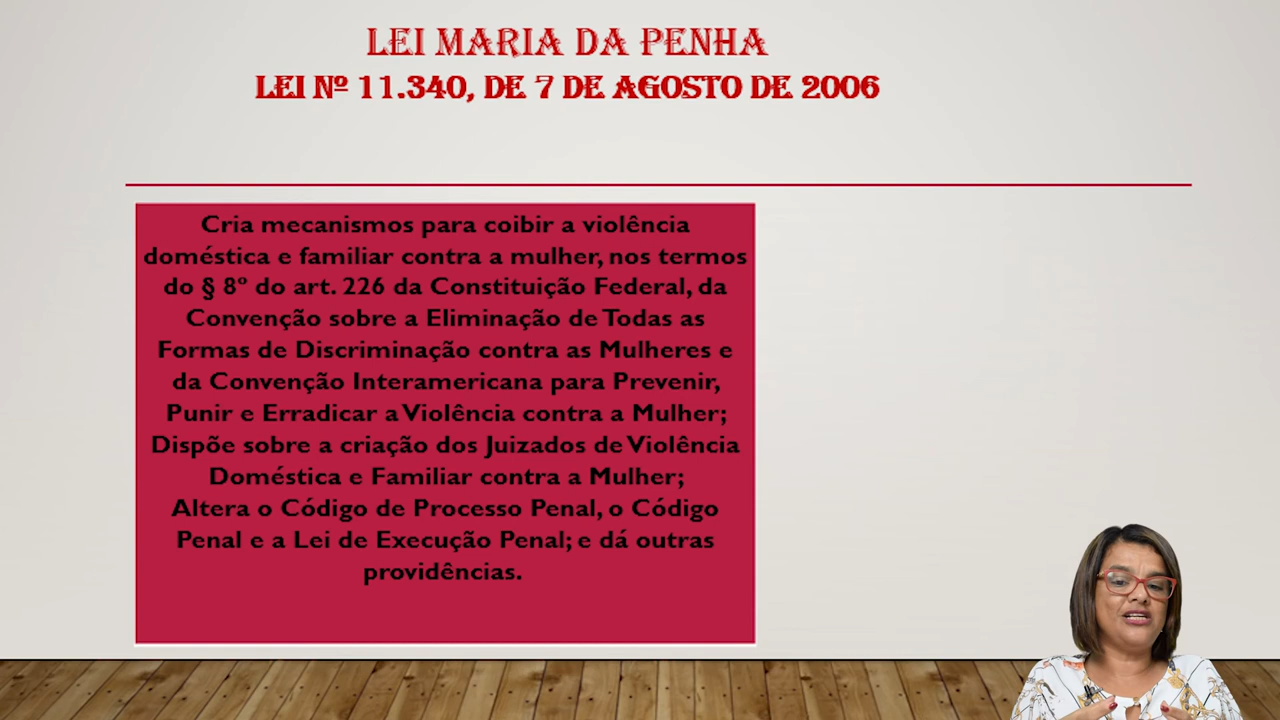 LEI MARIA DA PENHA
LEI Nº 11.340, DE 7 DE AGOSTO DE 2006
Cria mecanismos para coibir a violência
doméstica e familiar contra a mulher, nos termos
do § 8º do art. 226 da Constituição Federal, da
Convenção sobre a Eliminação de Todas as
Formas de Discriminação contra as Mulheres e
da Convenção Interamericana para Prevenir,
Punir e Erradicar a Violência contra a Mulher;
Dispõe sobre a criação dos Juizados de Violência
Doméstica e Familiar contra a Mulher;
Altera o Código de Processo Penal, o Código
Penal e a Lei de Execução Penal; e dá outras
providências.